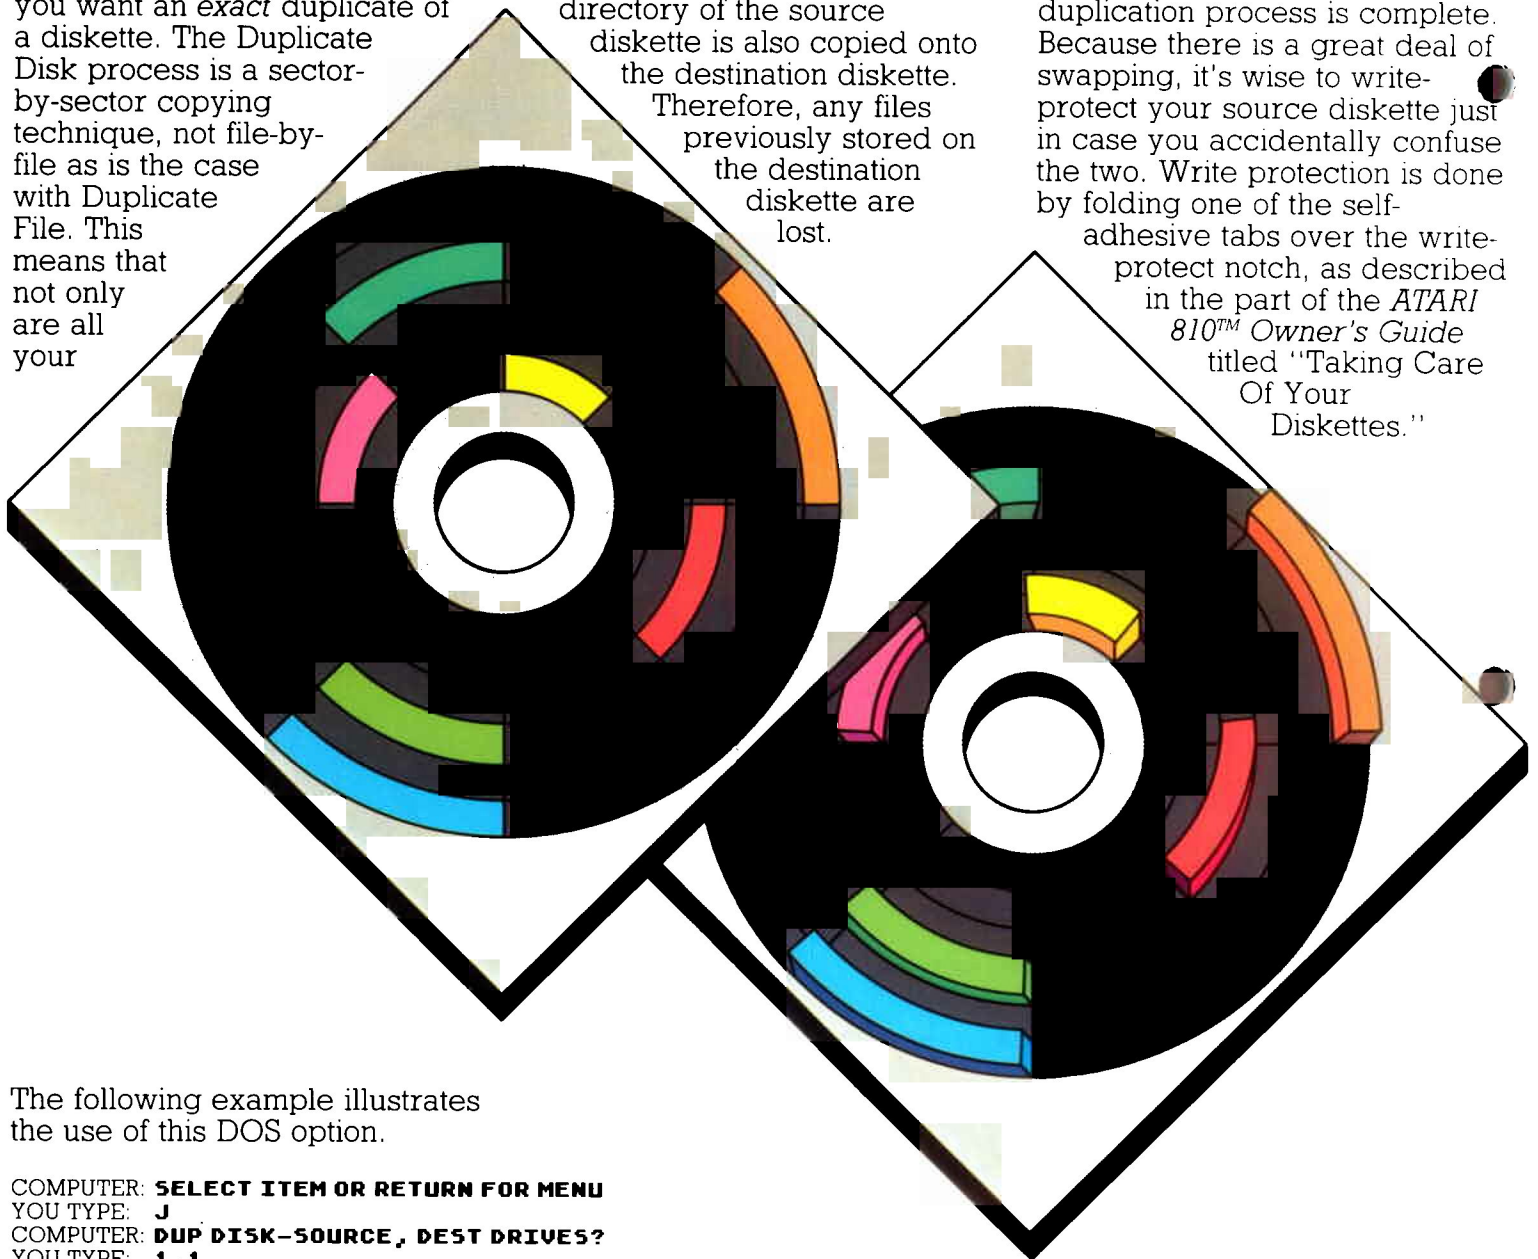 you want an exact duplicate of
a diskette. The Duplicate
Disk process is a sector-
by-sector copying
technique, not file-by-
file as is the case
with Duplicate
File. This
means that
not only
are all
your
directory of the source
diskette is also copied onto
the destination diskette.
Therefore, any files
previously stored on
the destination
diskette are
lost.
duplication process is complete.
Because there is a great deal of
swapping, it's wise to write-
protect your source diskette just
in case you accidentally confuse
the two. Write protection is done
by folding one of the self-
adhesive tabs over the write-
protect notch, as described
in the part of the ATARI
810™ Owner's Guide
titled "Taking Care
Of Your
Diskettes."
The following example illustrates
the use of this DOS option.
COMPUTER: SELECT ITEM OR RETURN FOR MENU
YOU TYPE: J
COMPUTER: DUP DISK-SOURCE, DEST DRIVES?
YOU TYPE: 1,1